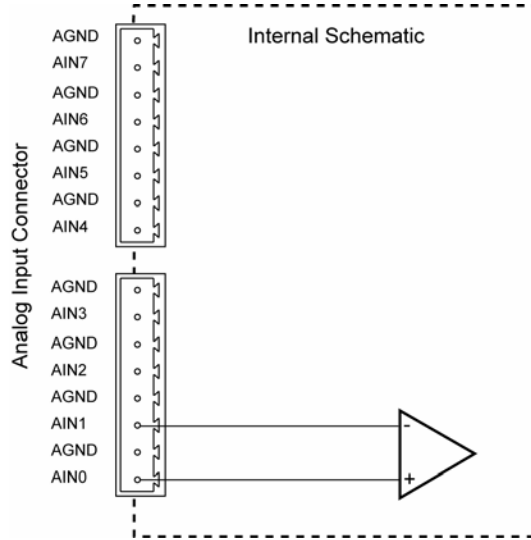 Internal Schematic
Analog Input Connector
AGND
AIN7
AGND
AIN6
AGND
AIN5
AGND
AIN4
AGND
AIN3
AGND
AIN2
AGND
AIN1
AGND
AIN0
-
+